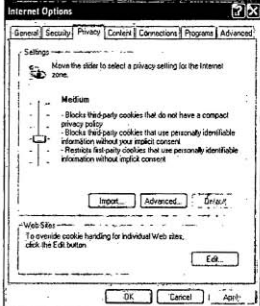 Internet Options
General Security Privacy Content Connections Programs Advanced
Settings
Move the slider to select a privacy setting for the Internet
zone.
Medium
- Blocks third-party cookies that do not have a compact
privacy policy
- Blocks third-party cookies that use personally identifiable
information without your implicit consent
- Restricts first-party cookies that use personally identifiable
information without implicit consent
Import... Advanced... Default
Web Sites
To override cookie handling for individual Web sites,
click the Edit button.
Edit...
OK Cancel Apply